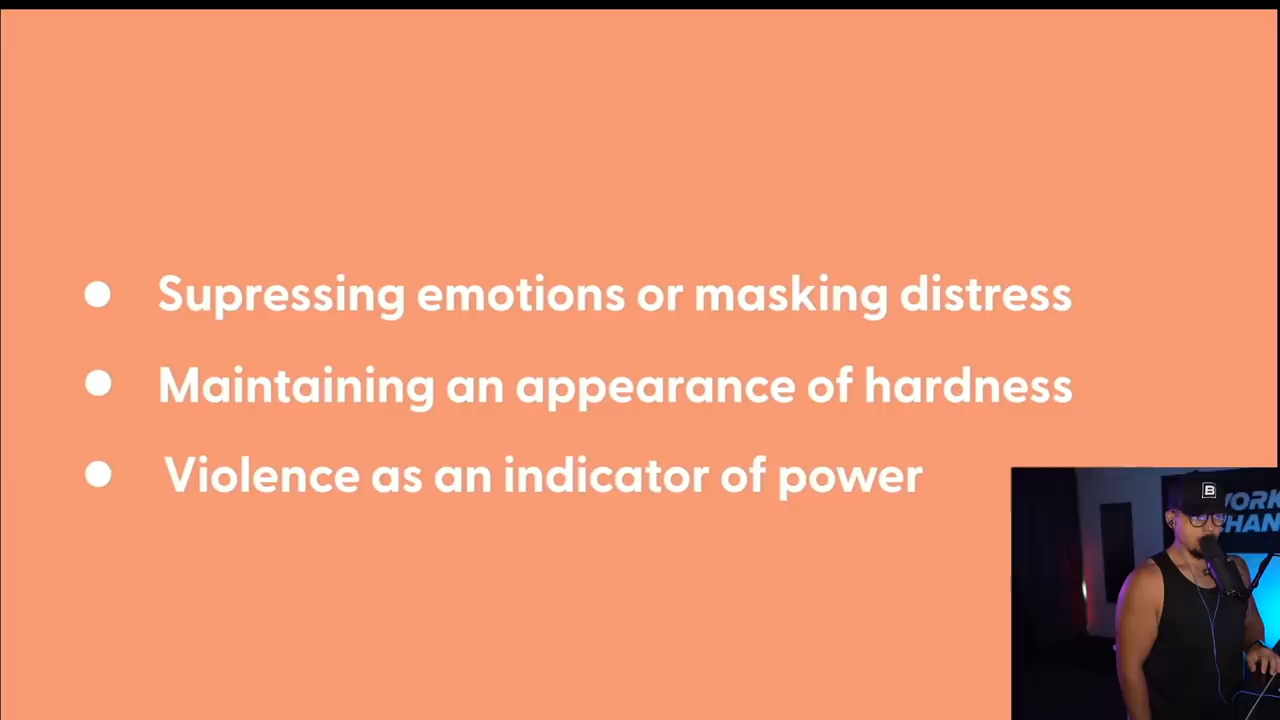 ● Supressing emotions or masking distress
● Maintaining an appearance of hardness
● Violence as an indicator of power
B